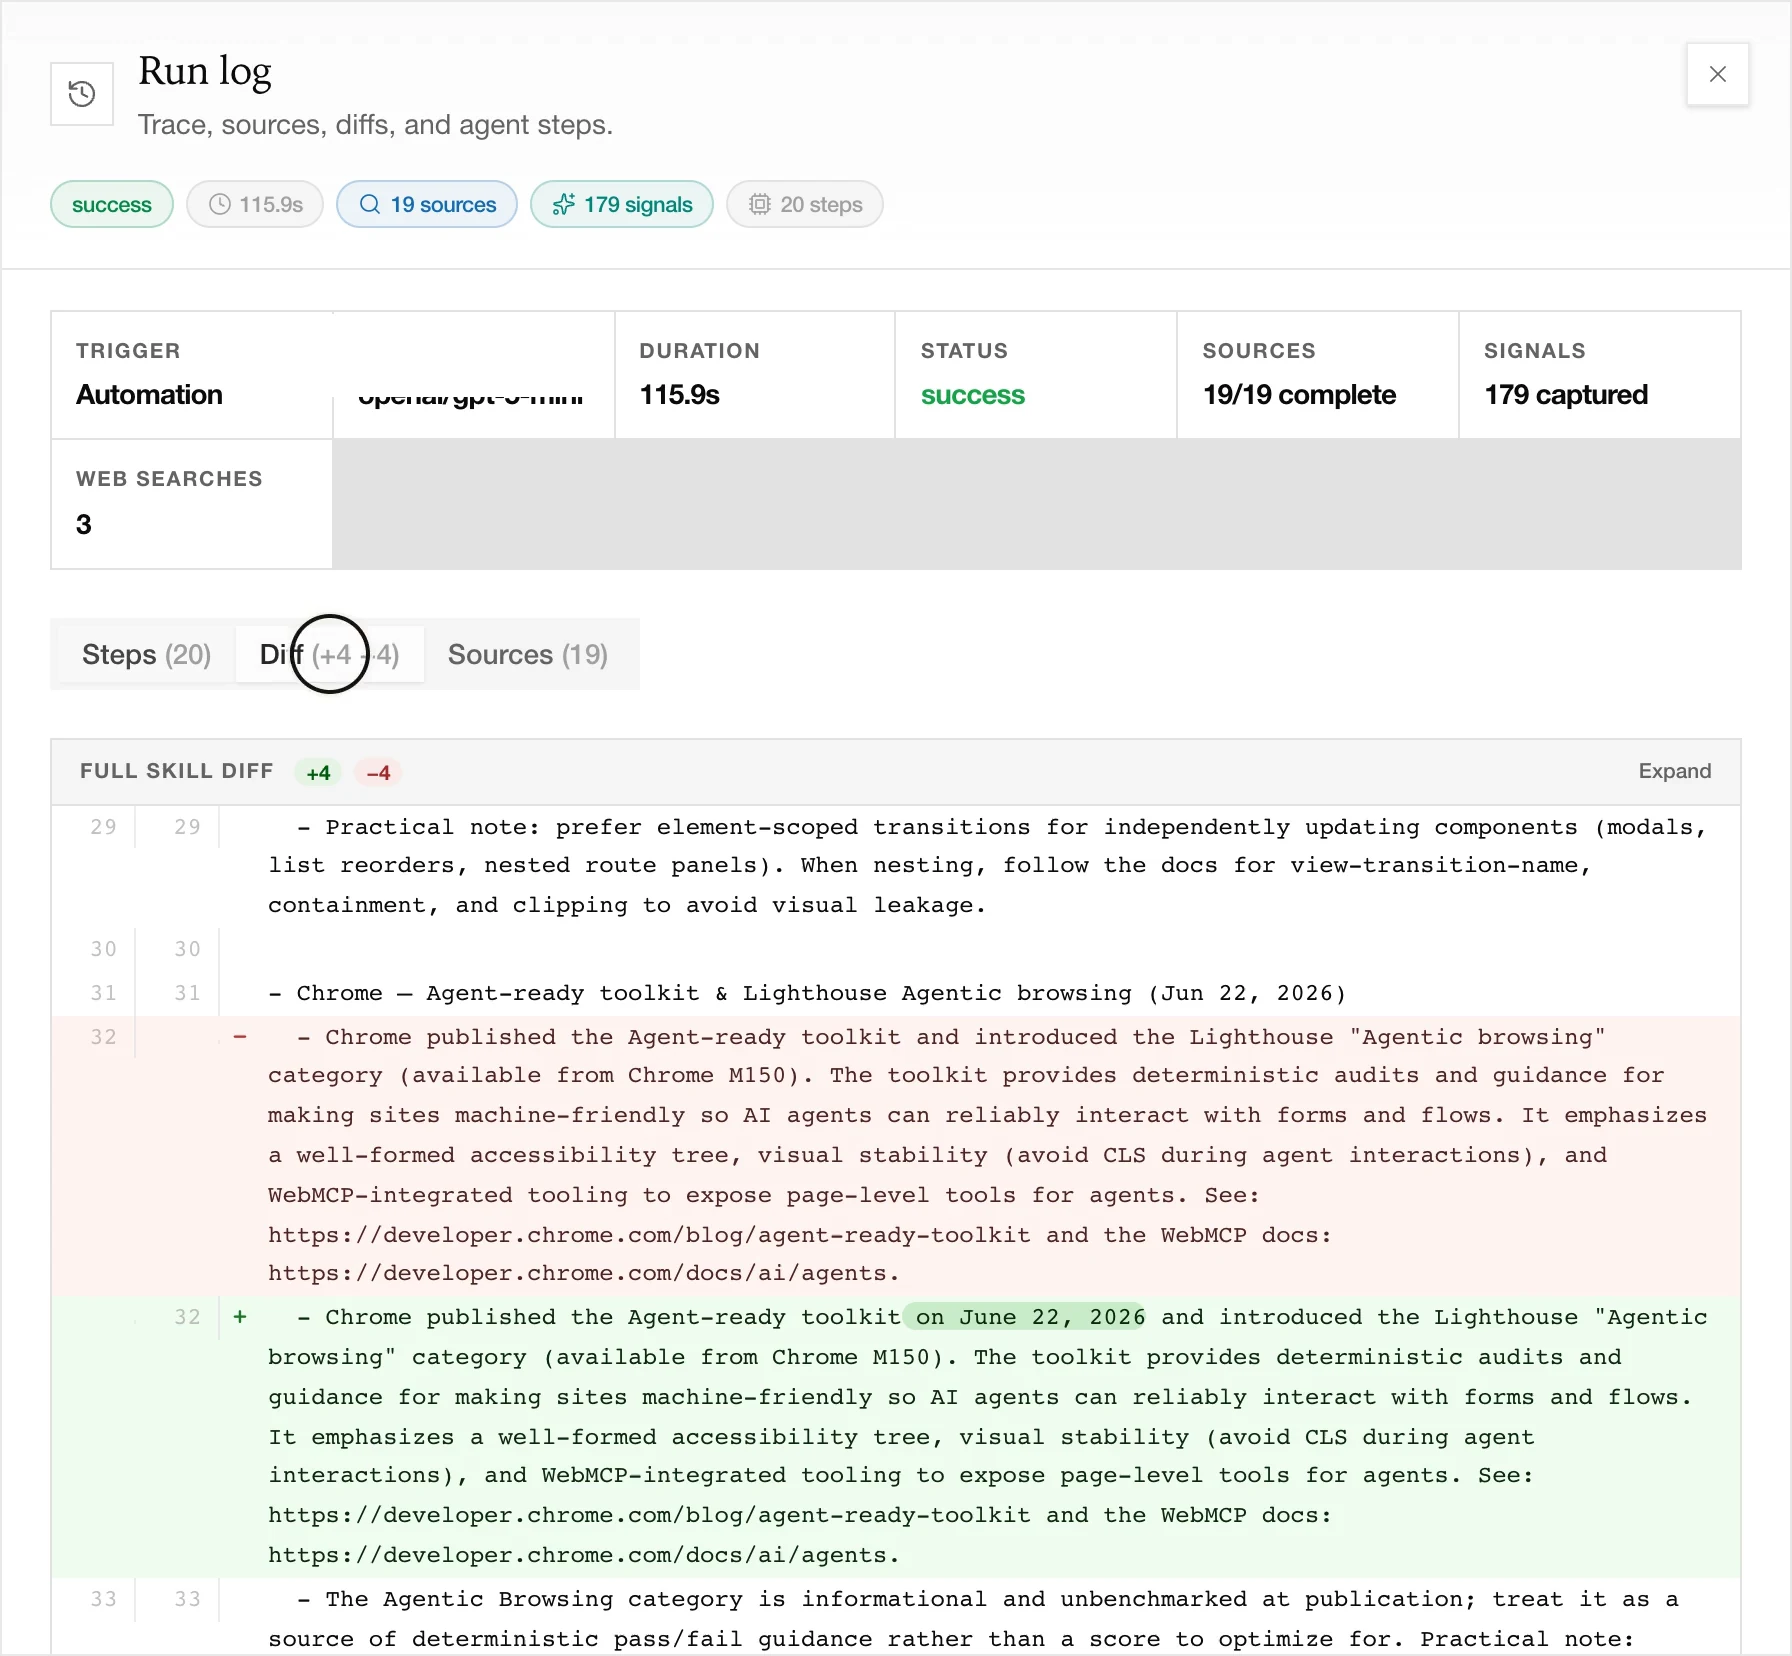 Run log
Trace, sources, diffs, and agent steps.
success 115.9s 19 sources 179 signals 20 steps
TRIGGER DURATION STATUS SOURCES SIGNALS
Automation openai/gpt-5-mini 115.9s success 19/19 complete 179 captured
WEB SEARCHES
3
Steps (20) Diff (+4 -4) Sources (19)
FULL SKILL DIFF +4 −4 Expand
29 29 – Practical note: prefer element-scoped transitions for independently updating components (modals,
list reorders, nested route panels). When nesting, follow the docs for view-transition-name,
containment, and clipping to avoid visual leakage.
30 30
31 31 - Chrome — Agent-ready toolkit & Lighthouse Agentic browsing (Jun 22, 2026)
32 − - Chrome published the Agent-ready toolkit and introduced the Lighthouse "Agentic browsing"
category (available from Chrome M150). The toolkit provides deterministic audits and guidance for
making sites machine-friendly so AI agents can reliably interact with forms and flows. It emphasizes
a well-formed accessibility tree, visual stability (avoid CLS during agent interactions), and
WebMCP-integrated tooling to expose page-level tools for agents. See:
https://developer.chrome.com/blog/agent-ready-toolkit and the WebMCP docs:
https://developer.chrome.com/docs/ai/agents.
32 + - Chrome published the Agent-ready toolkit on June 22, 2026 and introduced the Lighthouse "Agentic
browsing" category (available from Chrome M150). The toolkit provides deterministic audits and
guidance for making sites machine-friendly so AI agents can reliably interact with forms and flows.
It emphasizes a well-formed accessibility tree, visual stability (avoid CLS during agent
interactions), and WebMCP-integrated tooling to expose page-level tools for agents. See:
https://developer.chrome.com/blog/agent-ready-toolkit and the WebMCP docs:
https://developer.chrome.com/docs/ai/agents.
33 33 - The Agentic Browsing category is informational and unbenchmarked at publication; treat it as a
source of deterministic pass/fail guidance rather than a score to optimize for. Practical note: